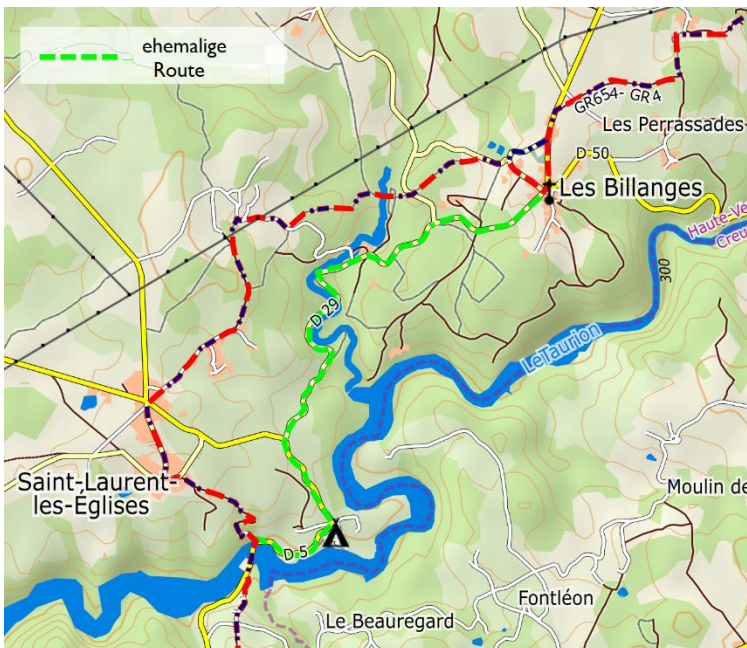 ehemalige
Route
GR654- GR4
Les Perrassades
D 50
Les Billanges
Haute-Ve
Creu
300
D 29
Le Taurion
Saint-Laurent-
les-Églises
Moulin de
D 5
Fontléon
Le Beauregard